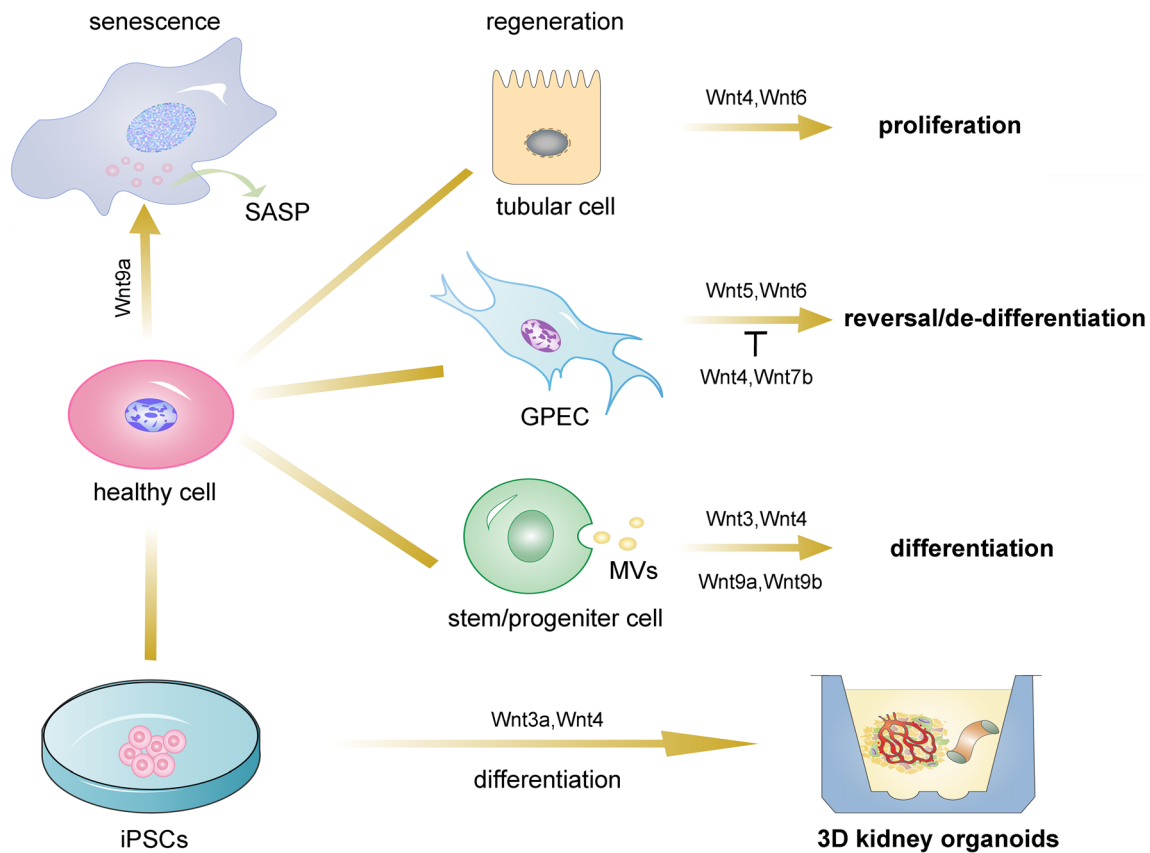 senescence
regeneration
Wnt4,Wnt6
proliferation
tubular cell
SASP
Wnt9a
Wnt5,Wnt6
reversal/de-differentiation
Wnt4,Wnt7b
GPEC
healthy cell
Wnt3,Wnt4
differentiation
MVs
Wnt9a,Wnt9b
stem/progeniter cell
Wnt3a,Wnt4
differentiation
iPSCs
3D kidney organoids